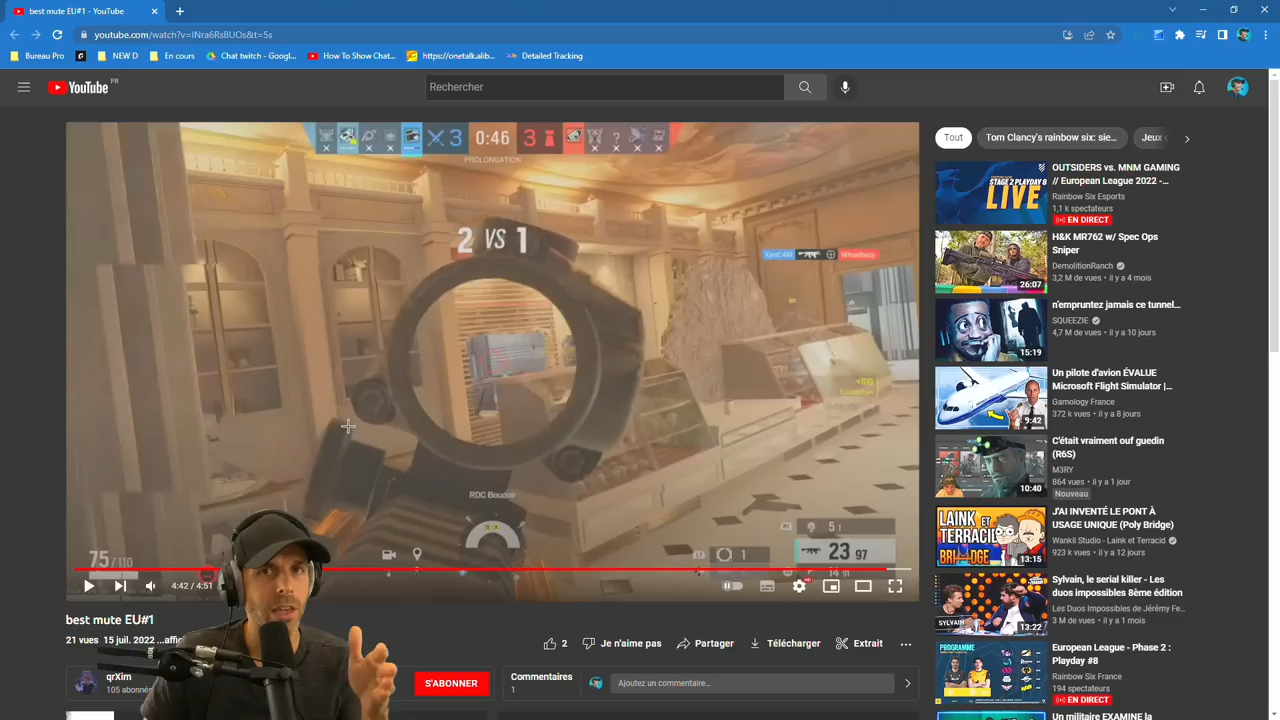 best mute EU#1 - YouTube
youtube.com/watch?v=INra6RsBUOs&t=5s
Bureau Pro
NEW D
En cours
Chat twitch - Googl...
How To Show Chat...
https://onetalk.alib...
Detailed Tracking
YouTube FR
Rechercher
3 0:46 3
PROLONGATION
2 VS 1
XjmC4M
+100
RDC Boudoir
75/110
5
1
23 97
4:42 / 4:51
HD
best mute EU#1
21 vues 15 juil. 2022 ...
2
Je n'aime pas
Partager
Télécharger
Extrait
qrXim
105 abonnés
S'ABONNER
Commentaires
1
Ajoutez un commentaire...
Tout
Tom Clancy's rainbow six: sie...
Jeux
STAGE 2 PLAYDAY 8
LIVE
OUTSIDERS vs. MNM GAMING
// European League 2022 -...
Rainbow Six Esports
1,1 k spectateurs
EN DIRECT
26:07
H&K MR762 w/ Spec Ops
Sniper
DemolitionRanch
3,2 M de vues • il y a 4 mois
15:19
n'empruntez jamais ce tunnel...
SQUEEZIE
4,7 M de vues • il y a 10 jours
9:42
Un pilote d'avion ÉVALUE
Microsoft Flight Simulator |...
Gamology France
372 k vues • il y a 8 jours
10:40
C'était vraiment ouf guedin
(R6S)
M3RY
864 vues • il y a 1 jour
Nouveau
LAINK ET
TERRACID
BRIDGE
13:15
J'AI INVENTÉ LE PONT À
USAGE UNIQUE (Poly Bridge)
Wankil Studio - Laink et Terracid
923 k vues • il y a 12 jours
SYLVAIN
13:22
Sylvain, le serial killer - Les
duos impossibles 8ème édition
Les Duos Impossibles de Jérémy Fe...
3 M de vues • il y a 1 mois
PROGRAMME
European League - Phase 2 :
Playday #8
Rainbow Six France
194 spectateurs
EN DIRECT
Un militaire EXAMINE la